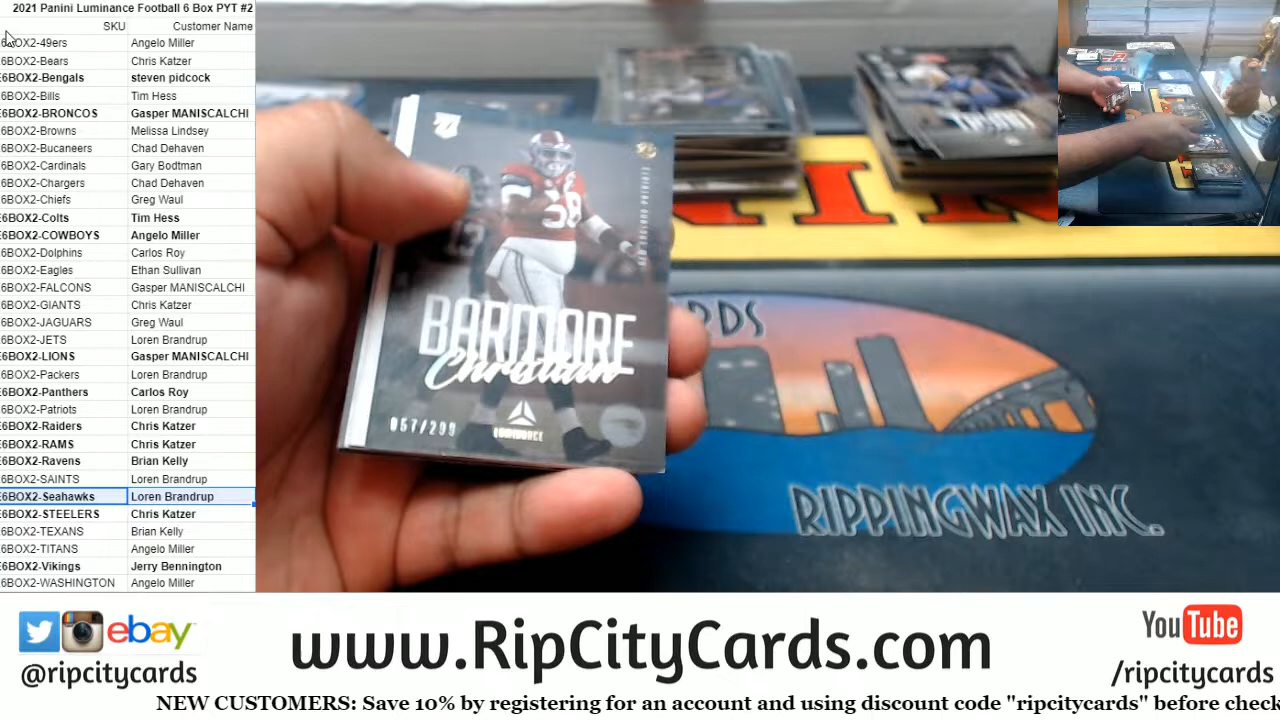 2021 Panini Luminance Football 6 Box PYT #2
SKU Customer Name
6BOX2-49ers Angelo Miller
6BOX2-Bears Chris Katzer
6BOX2-Bengals steven pidcock
6BOX2-Bills Tim Hess
6BOX2-BRONCOS Gasper MANISCALCHI
6BOX2-Browns Melissa Lindsey
6BOX2-Bucaneers Chad Dehaven
6BOX2-Cardinals Gary Bodtman
6BOX2-Chargers Chad Dehaven
6BOX2-Chiefs Greg Waul
6BOX2-Colts Tim Hess
6BOX2-COWBOYS Angelo Miller
6BOX2-Dolphins Carlos Roy
6BOX2-Eagles Ethan Sullivan
6BOX2-FALCONS Gasper MANISCALCHI
6BOX2-GIANTS Chris Katzer
6BOX2-JAGUARS Greg Waul
6BOX2-JETS Loren Brandrup
6BOX2-LIONS Gasper MANISCALCHI
6BOX2-Packers Loren Brandrup
6BOX2-Panthers Carlos Roy
6BOX2-Patriots Loren Brandrup
6BOX2-Raiders Chris Katzer
6BOX2-RAMS Chris Katzer
6BOX2-Ravens Brian Kelly
6BOX2-SAINTS Loren Brandrup
6BOX2-Seahawks Loren Brandrup
6BOX2-STEELERS Chris Katzer
6BOX2-TEXANS Brian Kelly
6BOX2-TITANS Angelo Miller
6BOX2-Vikings Jerry Bennington
6BOX2-WASHINGTON Angelo Miller
NEW ENGLAND PATRIOTS
58
BARMORE
Christian
057/299
LUMINANCE
RDS
RIPPINGWAX INC.
ebay
@ripcitycards
www.RipCityCards.com
YouTube
/ripcitycards
NEW CUSTOMERS: Save 10% by registering for an account and using discount code "ripcitycards" before check